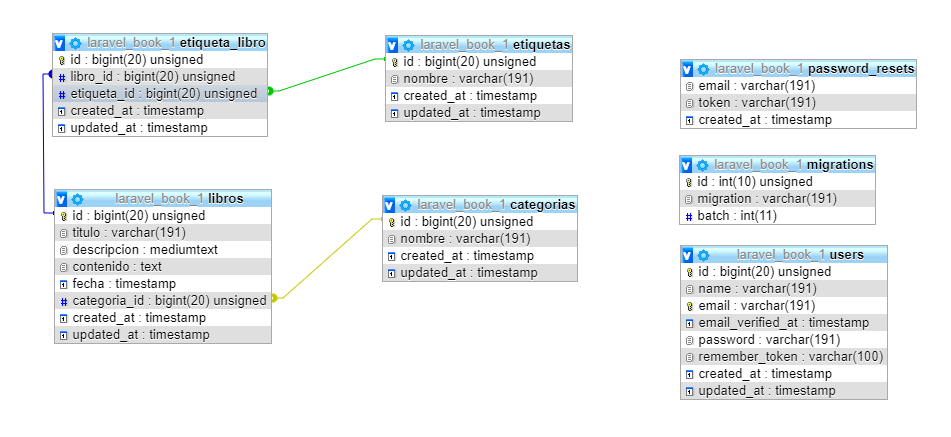 laravel_book_1 etiqueta_libro
id : bigint(20) unsigned
# libro_id : bigint(20) unsigned
# etiqueta_id : bigint(20) unsigned
created_at : timestamp
updated_at : timestamp
laravel_book_1 etiquetas
id : bigint(20) unsigned
nombre : varchar(191)
created_at : timestamp
updated_at : timestamp
laravel_book_1 password_resets
email : varchar(191)
token : varchar(191)
created_at : timestamp
laravel_book_1 migrations
id : int(10) unsigned
migration : varchar(191)
# batch : int(11)
laravel_book_1 libros
id : bigint(20) unsigned
titulo : varchar(191)
descripcion : mediumtext
contenido : text
fecha : timestamp
# categoria_id : bigint(20) unsigned
created_at : timestamp
updated_at : timestamp
laravel_book_1 categorias
id : bigint(20) unsigned
nombre : varchar(191)
created_at : timestamp
updated_at : timestamp
laravel_book_1 users
id : bigint(20) unsigned
name : varchar(191)
email : varchar(191)
email_verified_at : timestamp
password : varchar(191)
remember_token : varchar(100)
created_at : timestamp
updated_at : timestamp